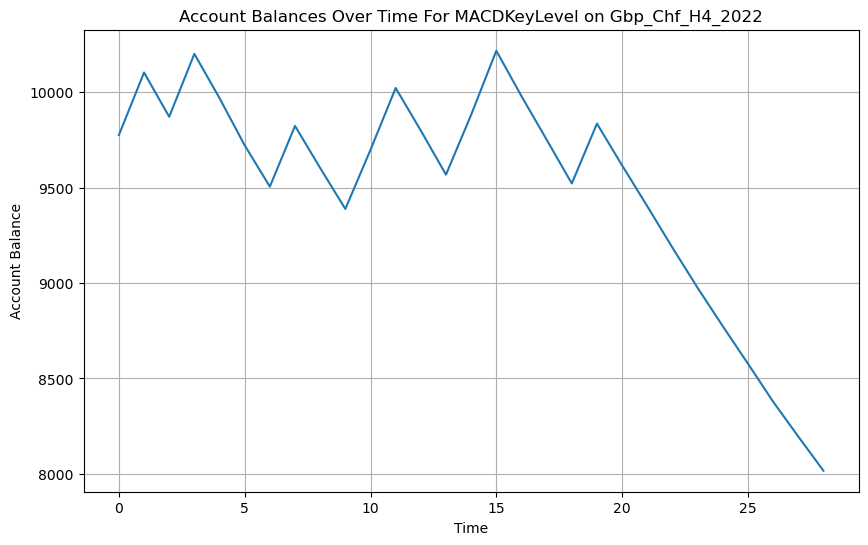 Account Balances Over Time For MACDKeyLevel on Gbp_Chf_H4_2022
Account Balance
10000
9500
9000
8500
8000
0 5 10 15 20 25
Time